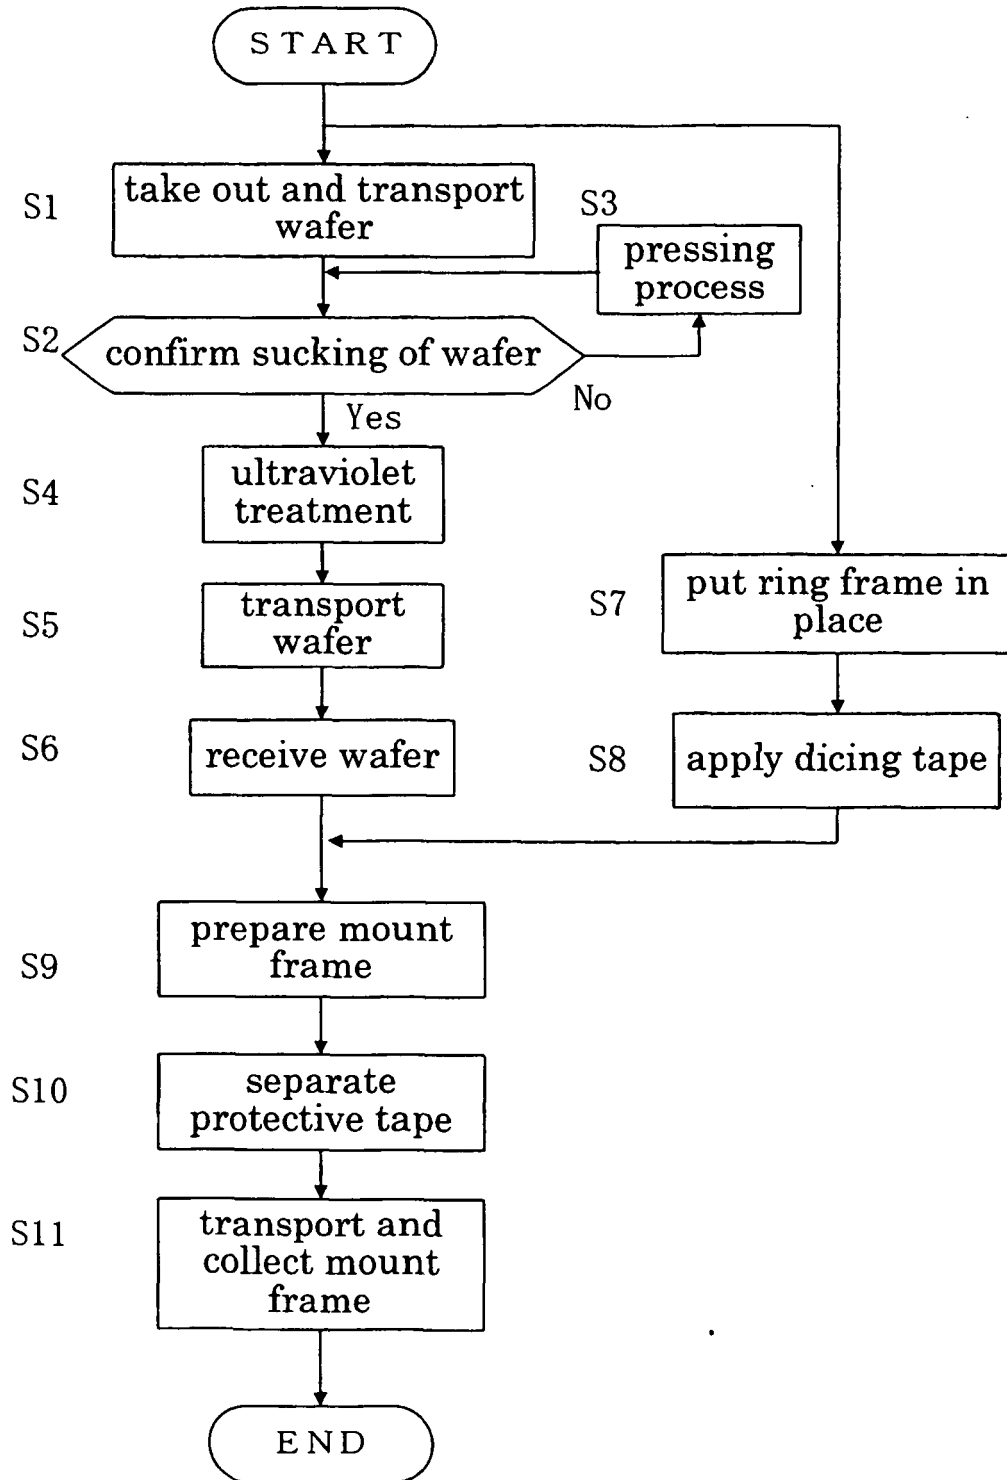 START
S1
take out and transport
wafer
S3
pressing
process
S2
confirm sucking of wafer
No
Yes
S4
ultraviolet
treatment
S5
transport
wafer
S6
receive wafer
S7
put ring frame in
place
S8
apply dicing tape
S9
prepare mount
frame
S10
separate
protective tape
S11
transport and
collect mount
frame
END